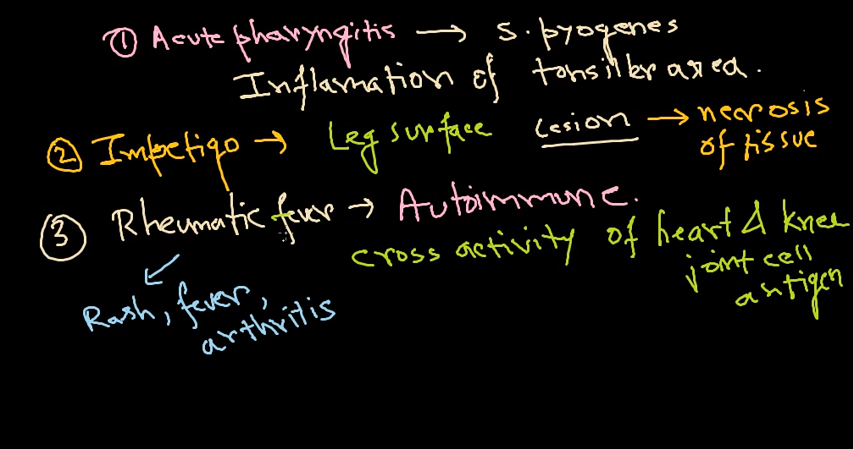 ① Acute pharyngitis → S. pyogenes
Inflamation of tonsiller area.
② Impetigo → Leg surface Lesion → necrosis
of tissue
③ Rheumatic fever → Autoimmune.
cross activity of heart & knee
joint cell
antigen
Rash, fever,
arthritis